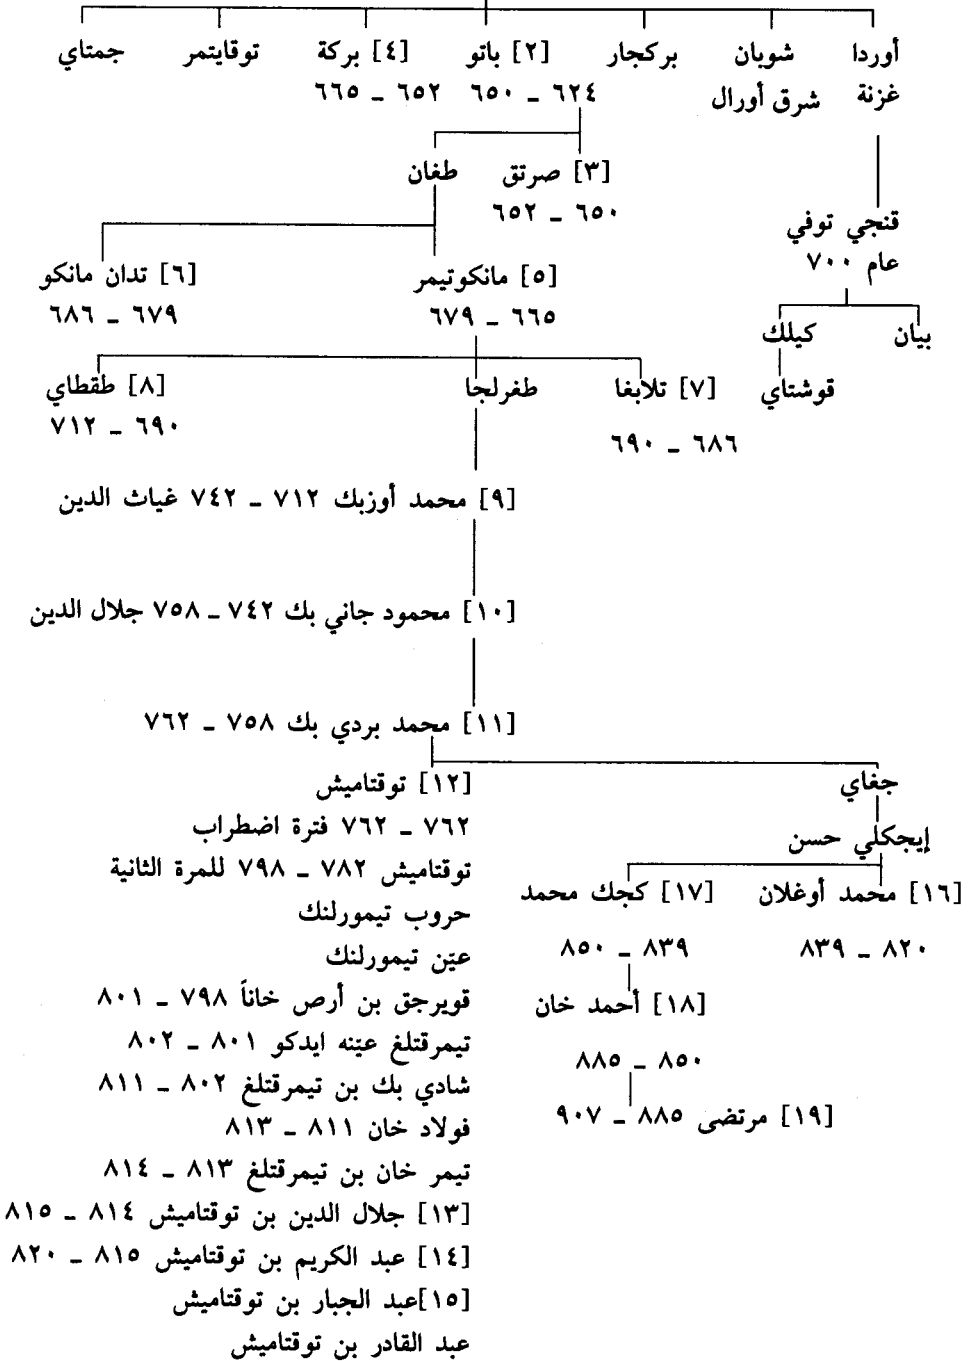 أوردا شوبان بركجار [٢] باتو [٤] بركة توقايتمر جمتاي
غزنة شرق أورال ٦٢٤ – ٦٥٠ ٦٥٢ – ٦٦٥
[٣] صرتق طغان
٦٥٠ – ٦٥٢
قنجي توفي
عام ٧٠٠
[٥] مانكوتيمر [٦] تدان مانكو
٦٦٥ – ٦٧٩ ٦٧٩ – ٦٨٦
بيان كيلك
قوشتاي [٧] تلابغا طغرلجا [٨] طقطاي
٦٨٦ – ٦٩٠ ٦٩٠ – ٧١٢
[٩] محمد أوزبك ٧١٢ – ٧٤٢ غياث الدين
[١٠] محمود جاني بك ٧٤٢ – ٧٥٨ جلال الدين
[١١] محمد بردي بك ٧٥٨ – ٧٦٢
جغاي
إيجكلي حسن
[١٦] محمد أوغلان [١٧] كجك محمد
٨٢٠ – ٨٣٩ ٨٣٩ – ٨٥٠
[١٨] أحمد خان
٨٥٠ – ٨٨٥
[١٩] مرتضى ٨٨٥ – ٩٠٧
[١٢] توقتاميش
٧٦٢ – ٧٦٢ فترة اضطراب
توقتاميش ٧٨٢ – ٧٩٨ للمرة الثانية
حروب تيمورلنك
عيّن تيمورلنك
قويرجق بن أرص خاناً ٧٩٨ – ٨٠١
تيمرقتلغ عيّنه ايدكو ٨٠١ – ٨٠٢
شادي بك بن تيمرقتلغ ٨٠٢ – ٨١١
فولاد خان ٨١١ – ٨١٣
تيمر خان بن تيمرقتلغ ٨١٣ – ٨١٤
[١٣] جلال الدين بن توقتاميش ٨١٤ – ٨١٥
[١٤] عبد الكريم بن توقتاميش ٨١٥ – ٨٢٠
[١٥]عبد الجبار بن توقتاميش
عبد القادر بن توقتاميش